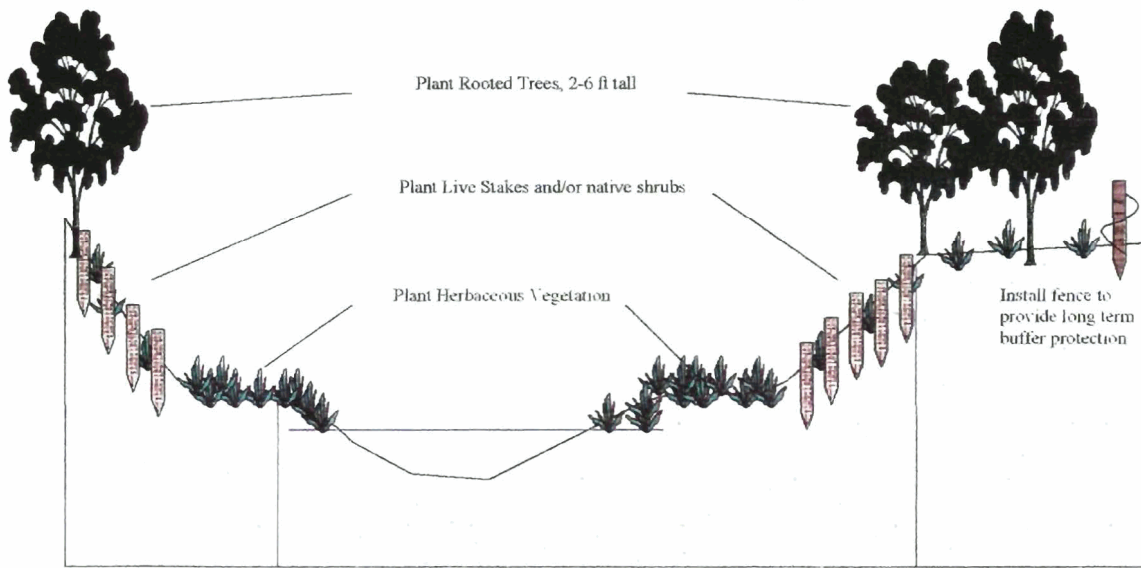 Plant Rooted Trees, 2-6 ft tall
Plant Live Stakes and/or native shrubs
Plant Herbaceous Vegetation
Install fence to
provide long term
buffer protection